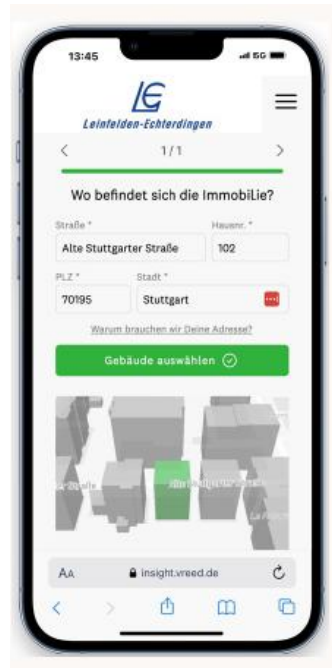 13:45
5G
LE
Leinfelden-Echterdingen
1/1
Wo befindet sich die Immobilie?
Straße * Hausnr. *
Alte Stuttgarter Straße 102
PLZ * Stadt *
70195 Stuttgart
Warum brauchen wir Deine Adresse?
Gebäude auswählen
AA insight.vreed.de